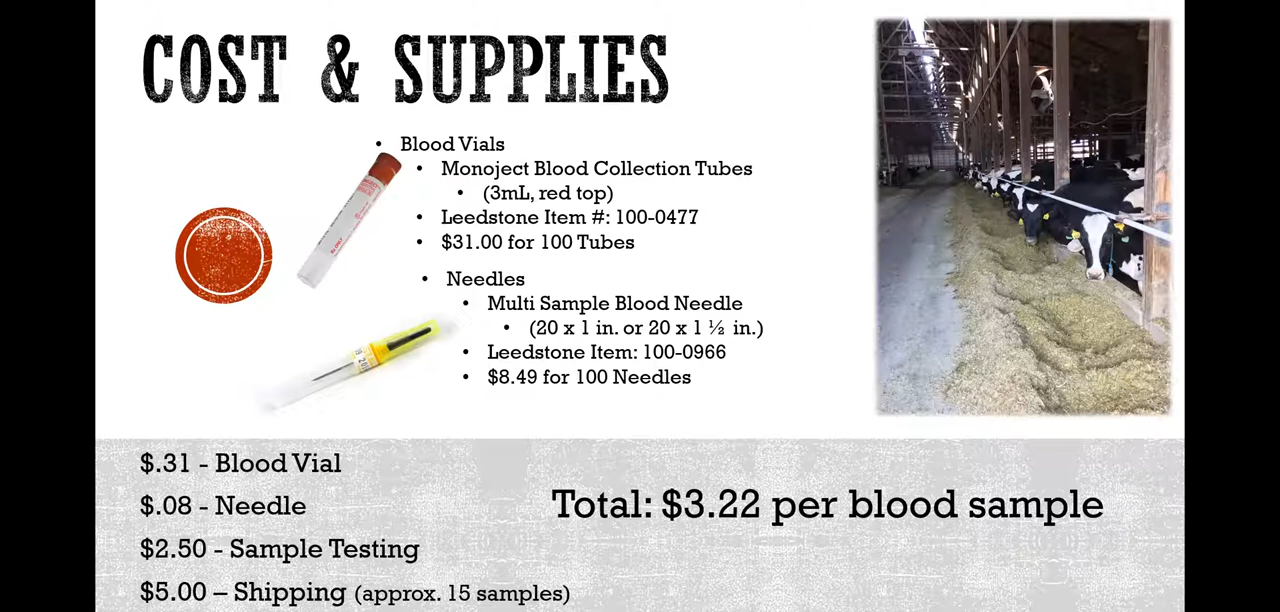 COST & SUPPLIES
• Blood Vials
• Monoject Blood Collection Tubes
• (3mL, red top)
• Leedstone Item #: 100-0477
• $31.00 for 100 Tubes
• Needles
• Multi Sample Blood Needle
• (20 x 1 in. or 20 x 1 ½ in.)
• Leedstone Item: 100-0966
• $8.49 for 100 Needles
$.31 - Blood Vial
$.08 - Needle
$2.50 - Sample Testing
$5.00 – Shipping (approx. 15 samples)
Total: $3.22 per blood sample